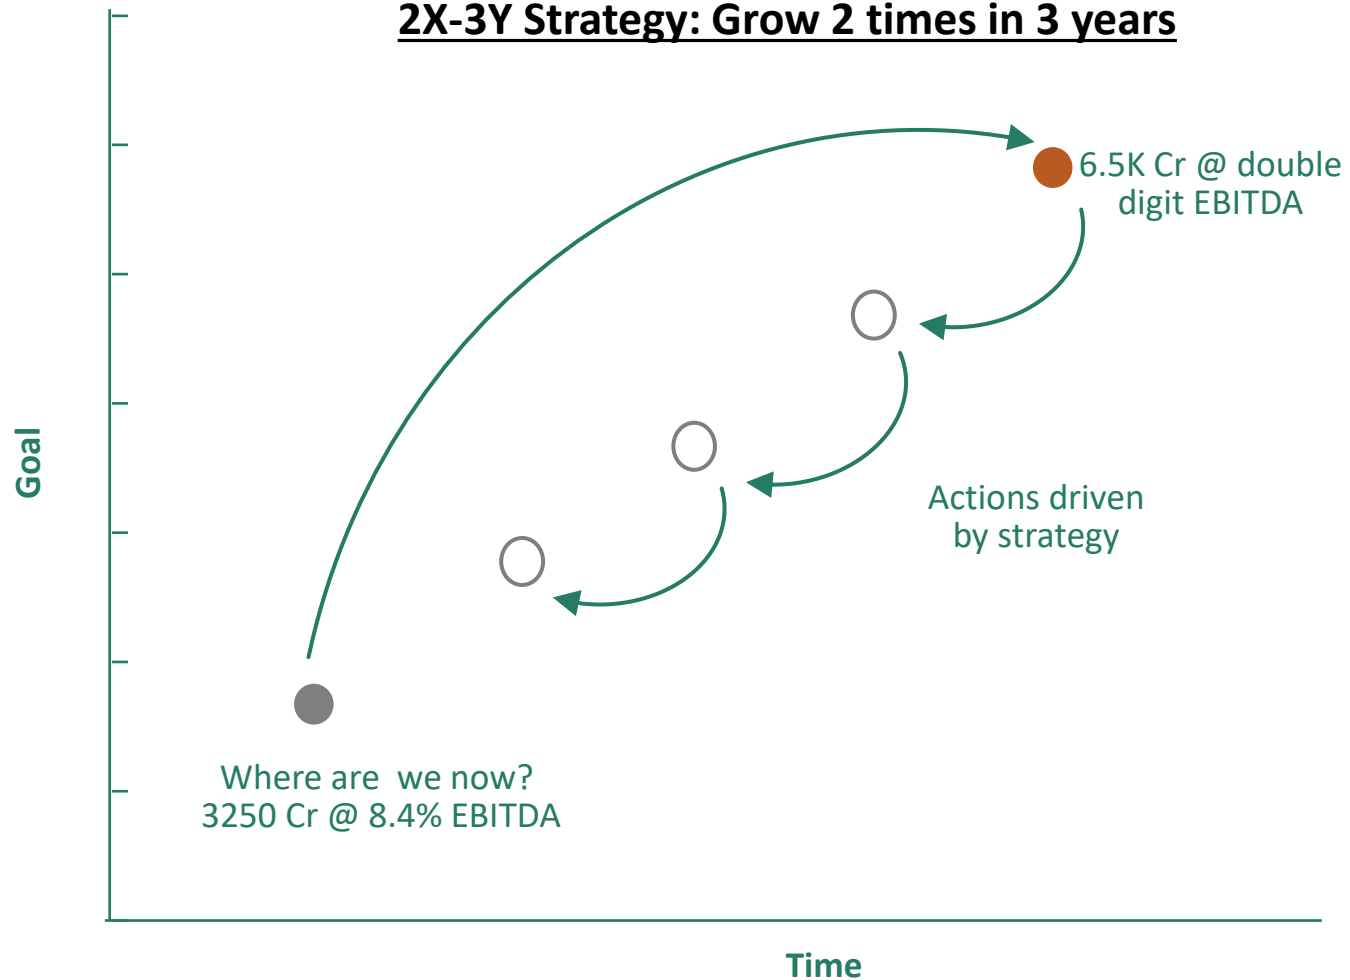 2X-3Y Strategy: Grow 2 times in 3 years
6.5K Cr @ double
digit EBITDA
Goal
Actions driven
by strategy
Where are  we now?
3250 Cr @ 8.4% EBITDA
Time